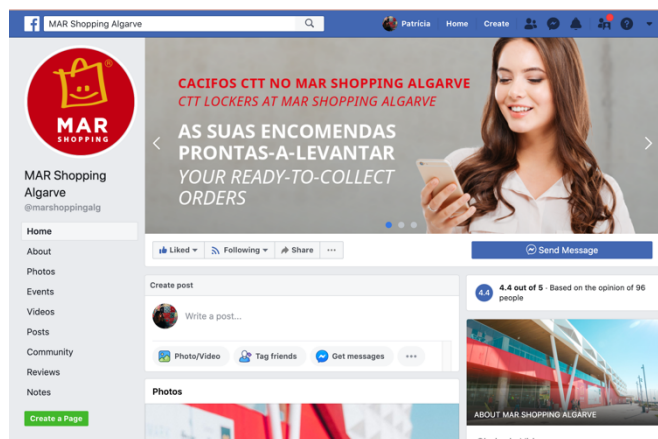 MAR Shopping Algarve
Patrícia
Home
Create
CACIFOS CTT NO MAR SHOPPING ALGARVE
CTT LOCKERS AT MAR SHOPPING ALGARVE
AS SUAS ENCOMENDAS
PRONTAS-A-LEVANTAR
YOUR READY-TO-COLLECT
ORDERS
MAR
SHOPPING
MAR Shopping
Algarve
@marshoppingalg
Home
About
Photos
Events
Videos
Posts
Community
Reviews
Notes
Create a Page
Liked
Following
Share
Send Message
Create post
Write a post...
Photo/Video
Tag friends
Get messages
Photos
4.4
4.4 out of 5 · Based on the opinion of 96
people
ABOUT MAR SHOPPING ALGARVE